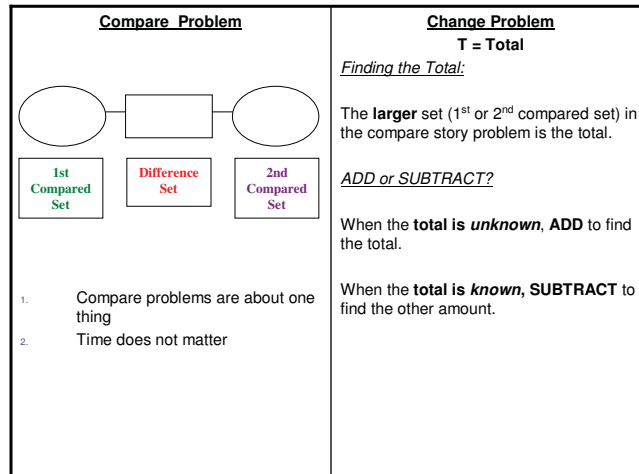 Compare Problem
1st
Compared
Set
Difference
Set
2nd
Compared
Set
1. Compare problems are about one
thing
2. Time does not matter
Change Problem
T = Total
Finding the Total:
The larger set (1st or 2nd compared set) in
the compare story problem is the total.
ADD or SUBTRACT?
When the total is unknown, ADD to find
the total.
When the total is known, SUBTRACT to
find the other amount.